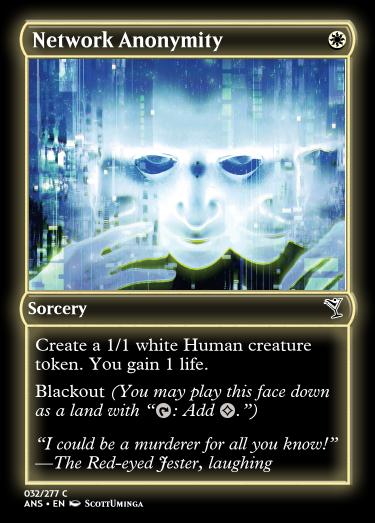 Network Anonymity
Sorcery
Create a 1/1 white Human creature
token. You gain 1 life.
Blackout (You may play this face down
as a land with “: Add .”)
“I could be a murderer for all you know!”
—The Red-eyed Jester, laughing
032/277 C
ANS • EN ScottUminga